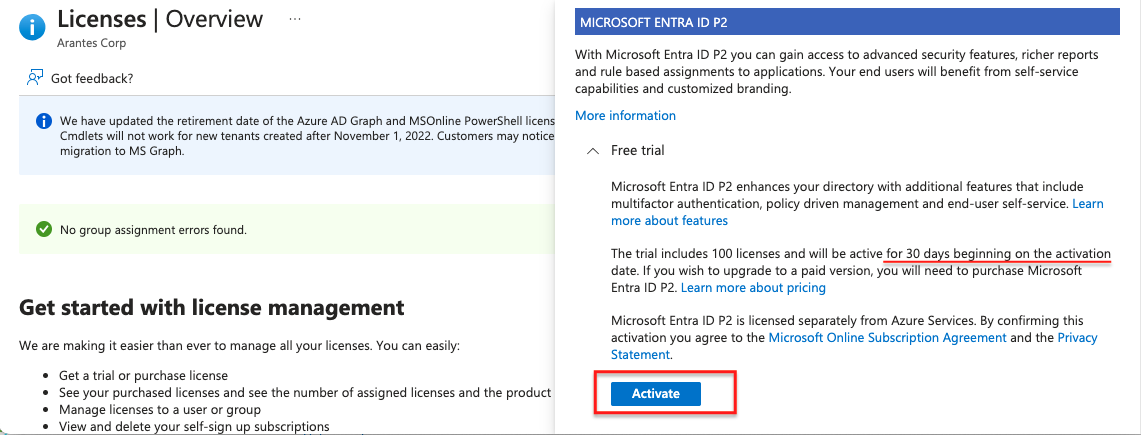 Licenses | Overview ...
Arantes Corp
Got feedback?
We have updated the retirement date of the Azure AD Graph and MSOnline PowerShell licens
Cmdlets will not work for new tenants created after November 1, 2022. Customers may notice
migration to MS Graph.
No group assignment errors found.
Get started with license management
We are making it easier than ever to manage all your licenses. You can easily:
• Get a trial or purchase license
• See your purchased licenses and see the number of assigned licenses and the product
• Manage licenses to a user or group
• View and delete your self-sign up subscriptions
MICROSOFT ENTRA ID P2
With Microsoft Entra ID P2 you can gain access to advanced security features, richer reports
and rule based assignments to applications. Your end users will benefit from self-service
capabilities and customized branding.
More information
Free trial
Microsoft Entra ID P2 enhances your directory with additional features that include
multifactor authentication, policy driven management and end-user self-service. Learn
more about features
The trial includes 100 licenses and will be active for 30 days beginning on the activation
date. If you wish to upgrade to a paid version, you will need to purchase Microsoft
Entra ID P2. Learn more about pricing
Microsoft Entra ID P2 is licensed separately from Azure Services. By confirming this
activation you agree to the Microsoft Online Subscription Agreement and the Privacy
Statement.
Activate